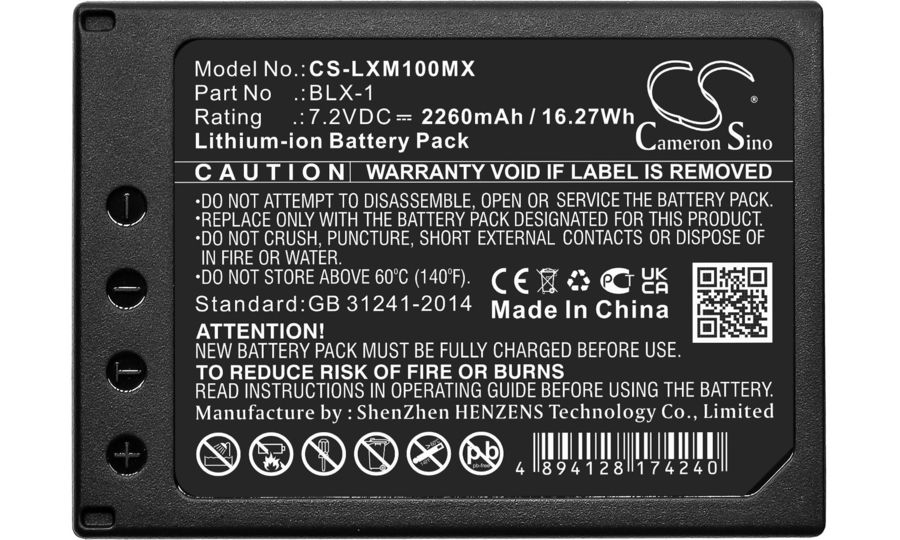 Model No.: CS-LXM100MX
Part No .: BLX-1
Rating .: 7.2VDC⎓ 2260mAh / 16.27Wh
Lithium-ion Battery Pack
Cameron Sino
®
CAUTION WARRANTY VOID IF LABEL IS REMOVED
•DO NOT ATTEMPT TO DISASSEMBLE, OPEN OR SERVICE THE BATTERY PACK.
•REPLACE ONLY WITH THE BATTERY PACK DESIGNATED FOR THIS PRODUCT.
•DO NOT CRUSH, PUNCTURE, SHORT EXTERNAL CONTACTS OR DISPOSE OF
IN FIRE OR WATER.
•DO NOT STORE ABOVE 60°C (140°F).
CE PCT UK CA
Standard: GB 31241-2014
Made In China
ATTENTION!
NEW BATTERY PACK MUST BE FULLY CHARGED BEFORE USE.
TO REDUCE RISK OF FIRE OR BURNS
READ INSTRUCTIONS IN OPERATING GUIDE BEFORE USING THE BATTERY.
Manufacture by : ShenZhen HENZENS Technology Co., Limited
pb
pb-free
4 894128 174240
− − T +